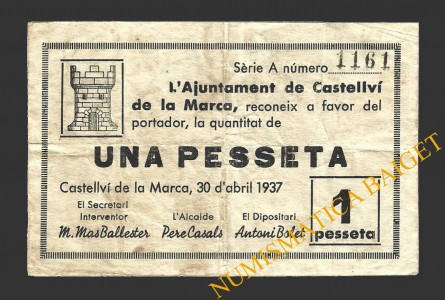 Sèrie A número 1161
L'Ajuntament de Castellví
de la Marca, reconeix a favor del
portador, la quantitat de
UNA PESSETA
Castellví de la Marca, 30 d'abril 1937
El Secretari
Interventor
M. Mas Ballester
L'Alcalde
Pere Casals
El Dipositari
Antoni Bolet
1
pesseta
NUMISMATICA BAIGET